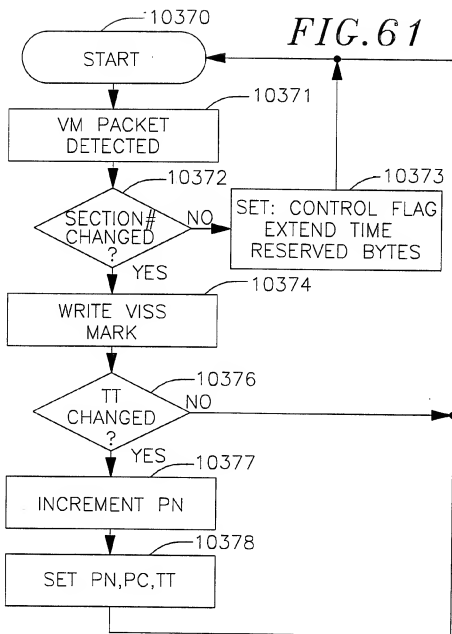 10370
FIG.61
START
10371
VM PACKET
DETECTED
10372
10373
SECTION#
CHANGED
?
NO
SET: CONTROL FLAG
EXTEND TIME
RESERVED BYTES
YES
10374
WRITE VISS
MARK
10376
TT
CHANGED
?
NO
YES
10377
INCREMENT PN
10378
SET PN,PC,TT